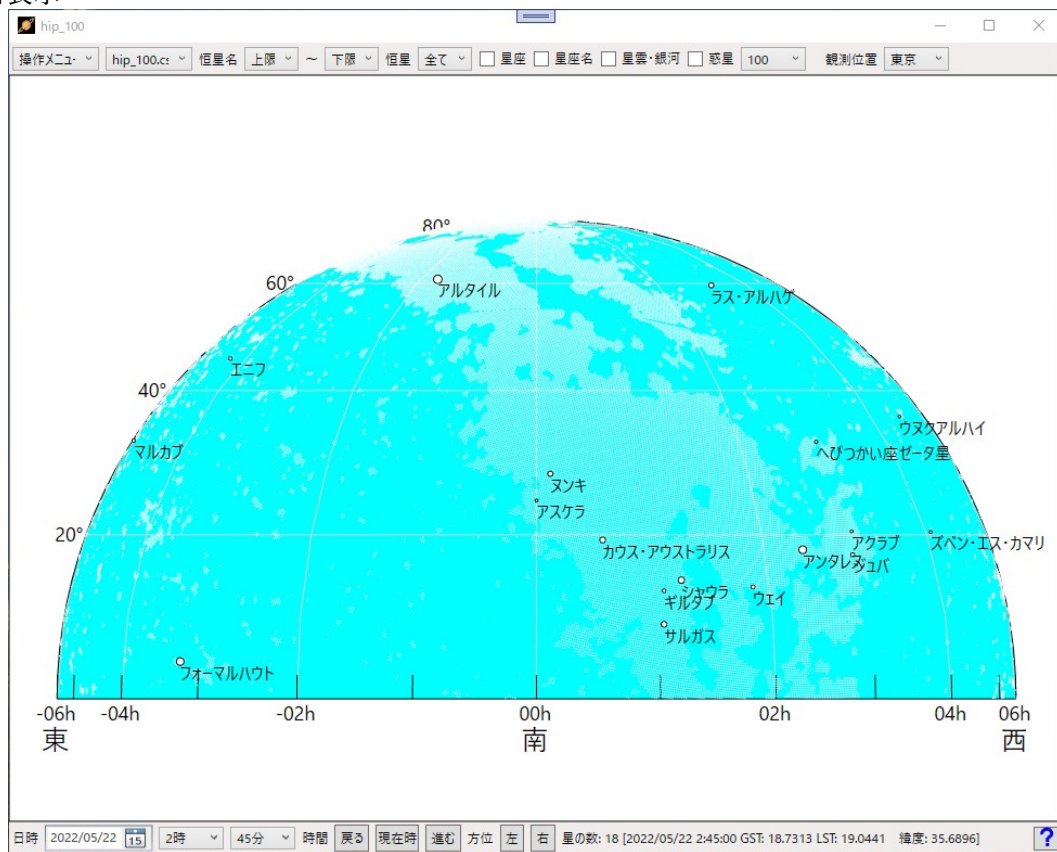 表示
hip_100
操作メニュー hip_100.cs 恒星名 上限 ～ 下限 恒星 全て 星座 星座名 星雲・銀河 惑星 100 観測位置 東京
80°
60°
アルタイル
ラス・アルハゲ
エニフ
40°
ウヌクアルハイ
マルカブ
へびつかい座ゼータ星
ヌンキ
アスケラ
20°
カウス・アウストラリス
アクラブ
ズベン・エス・カマリ
アンタレス
ジュバ
シャウラ
ギルタブ
ウェイ
サルガス
フォーマルハウト
-06h -04h -02h 00h 02h 04h 06h
東 南 西
日時 2022/05/22 15 2時 45分 時間 戻る 現在時 進む 方位 左 右 星の数: 18 [2022/05/22 2:45:00 GST: 18.7313 LST: 19.0441 緯度: 35.6896] ?